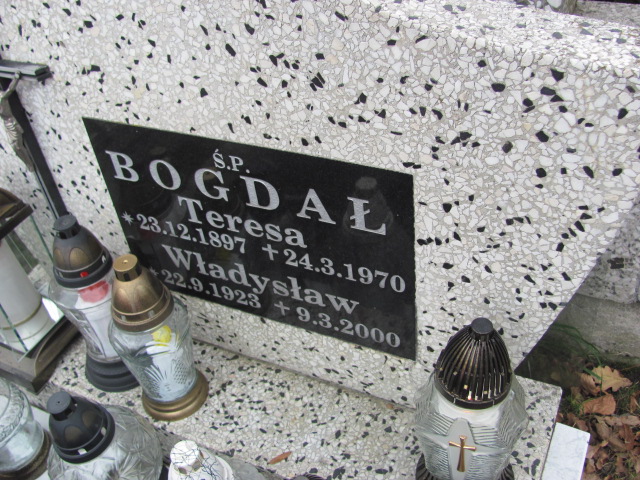 Ś.P.
BOGDAŁ
Teresa
*23.12.1897 +24.3.1970
Władysław
*22.9.1923 +9.3.2000